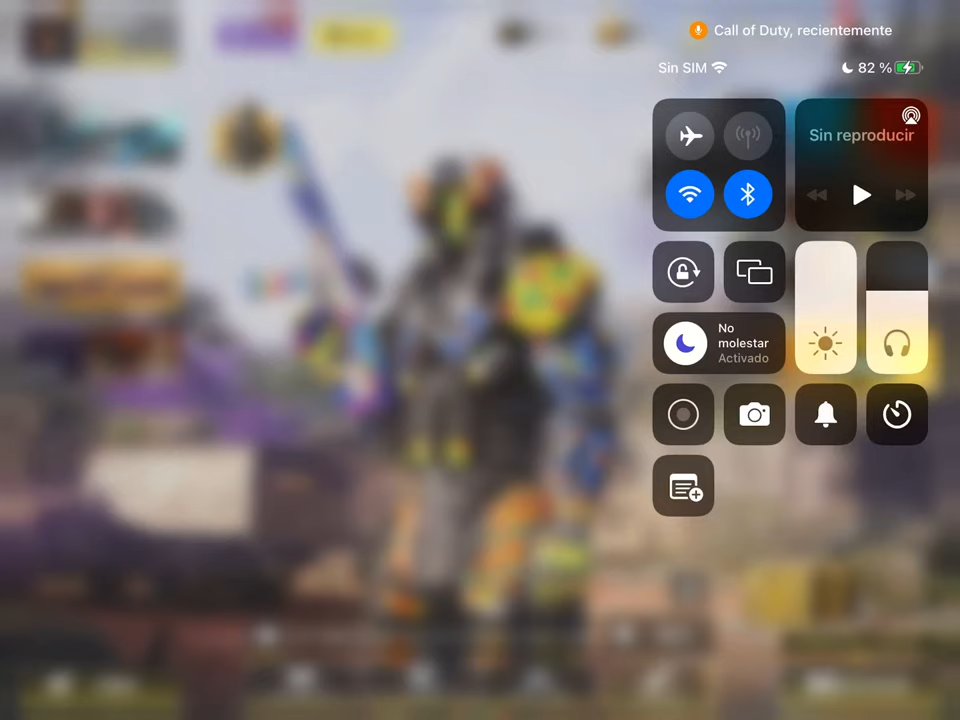 Call of Duty, recientemente
Sin SIM
82 %
Sin reproducir
No
molestar
Activado